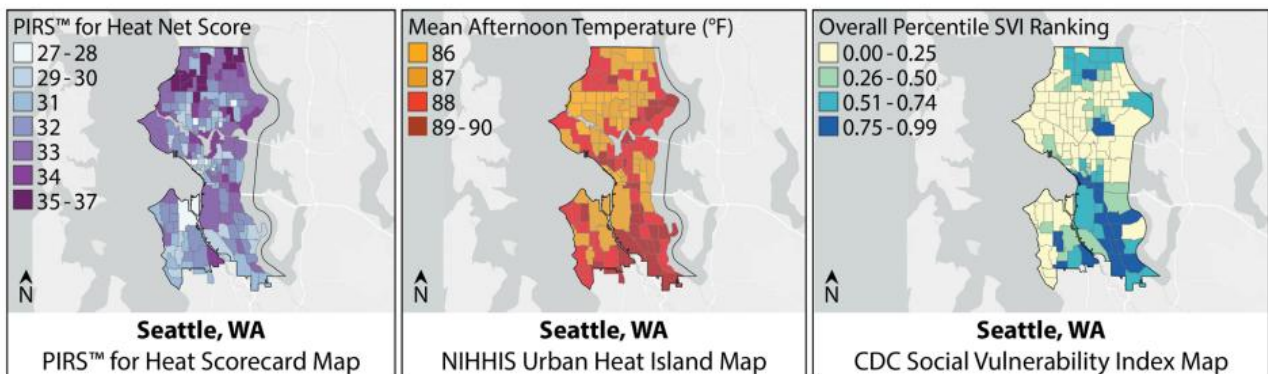 PIRS™ for Heat Net Score
27 - 28
29 - 30
31
32
33
34
35 - 37
N
Seattle, WA
PIRS™ for Heat Scorecard Map
Mean Afternoon Temperature (°F)
86
87
88
89 - 90
N
Seattle, WA
NIHHIS Urban Heat Island Map
Overall Percentile SVI Ranking
0.00 - 0.25
0.26 - 0.50
0.51 - 0.74
0.75 - 0.99
N
Seattle, WA
CDC Social Vulnerability Index Map